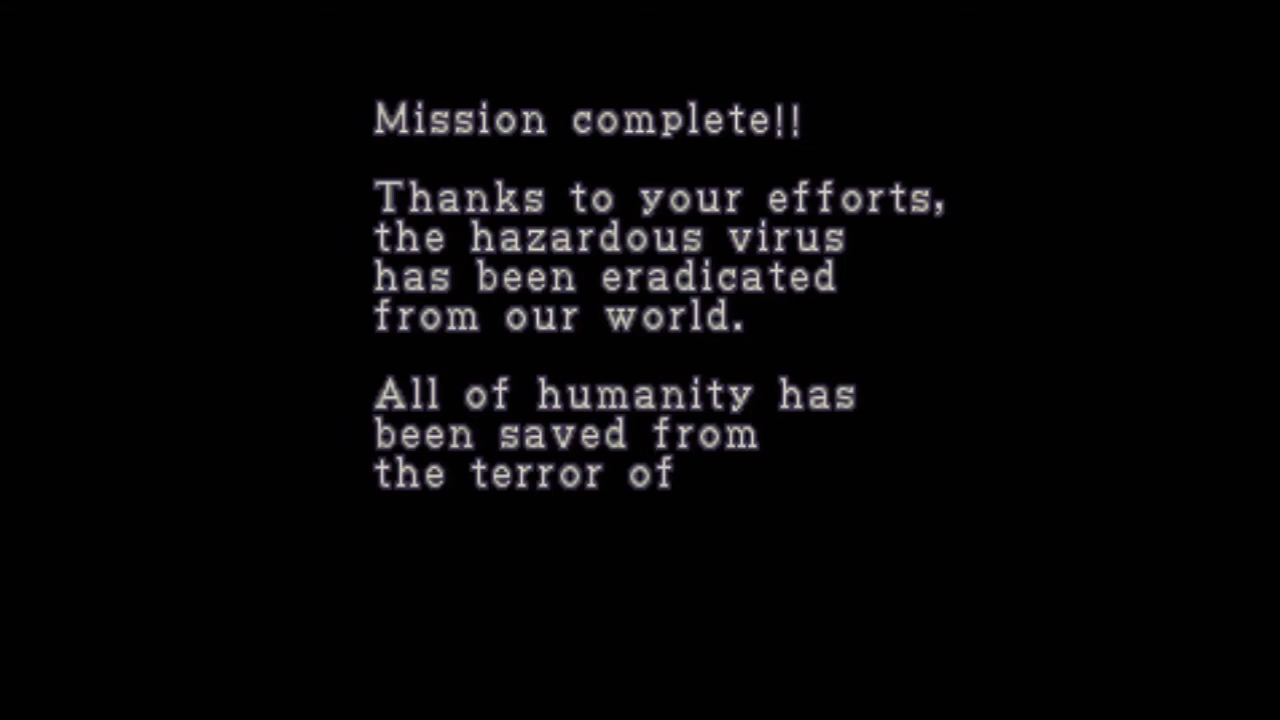 Mission complete!!
Thanks to your efforts,
the hazardous virus
has been eradicated
from our world.
All of humanity has
been saved from
the terror of